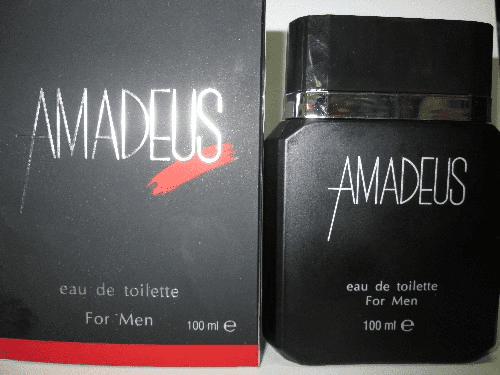 AMADEUS
eau de toilette
For Men
100 ml ℮
AMADEUS
eau de toilette
For Men
100 ml ℮